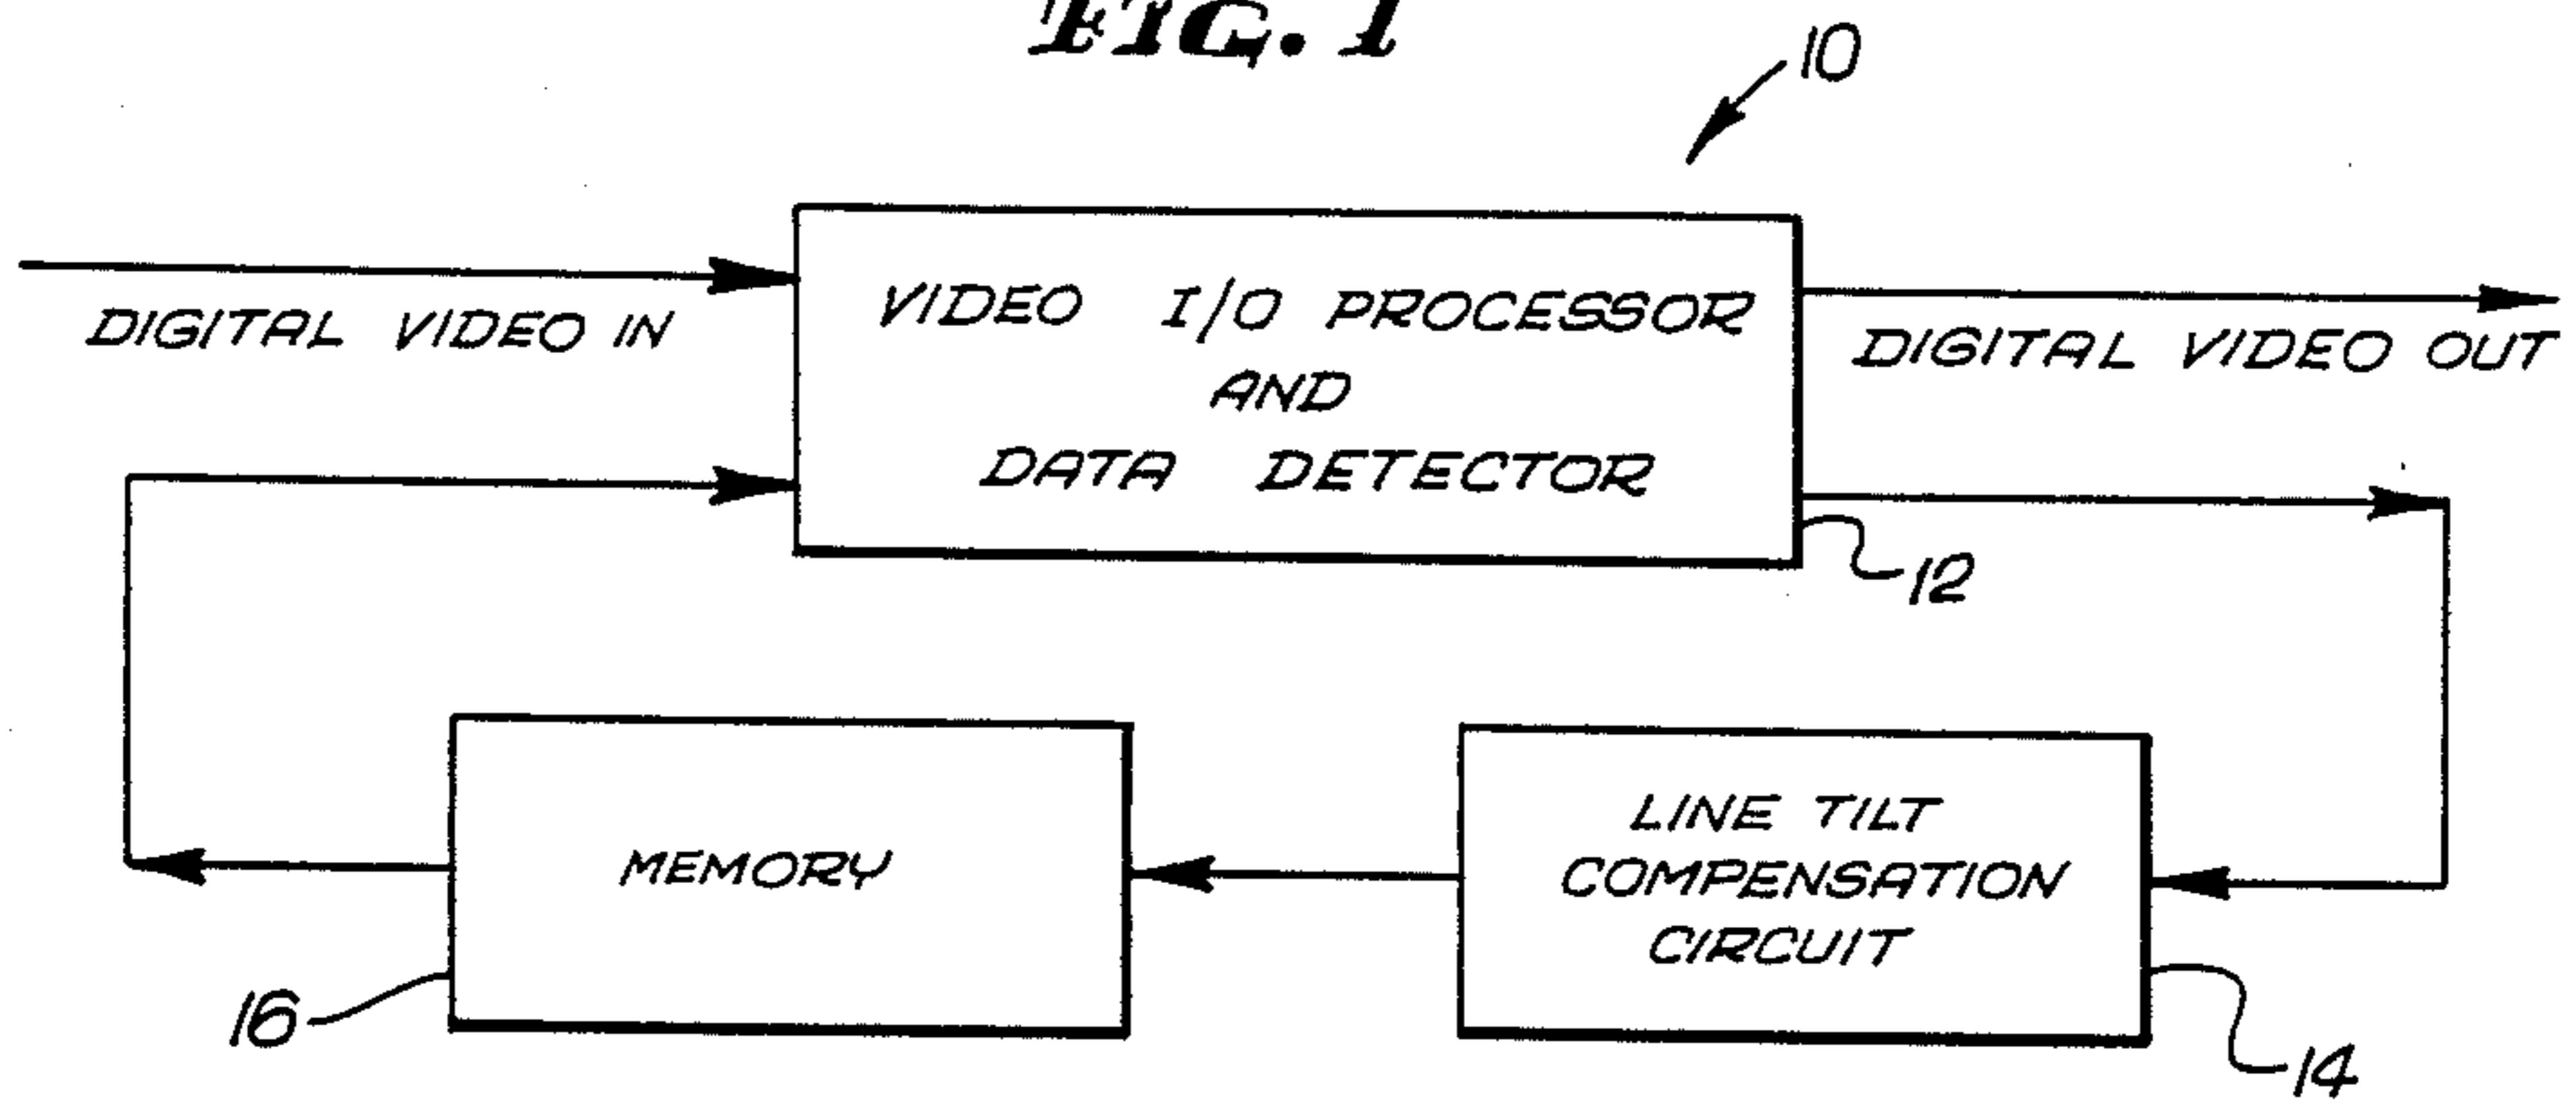 FIG. 1
10
DIGITAL VIDEO IN
VIDEO I/O PROCESSOR
AND
DATA DETECTOR
DIGITAL VIDEO OUT
12
MEMORY
16
LINE TILT
COMPENSATION
CIRCUIT
14